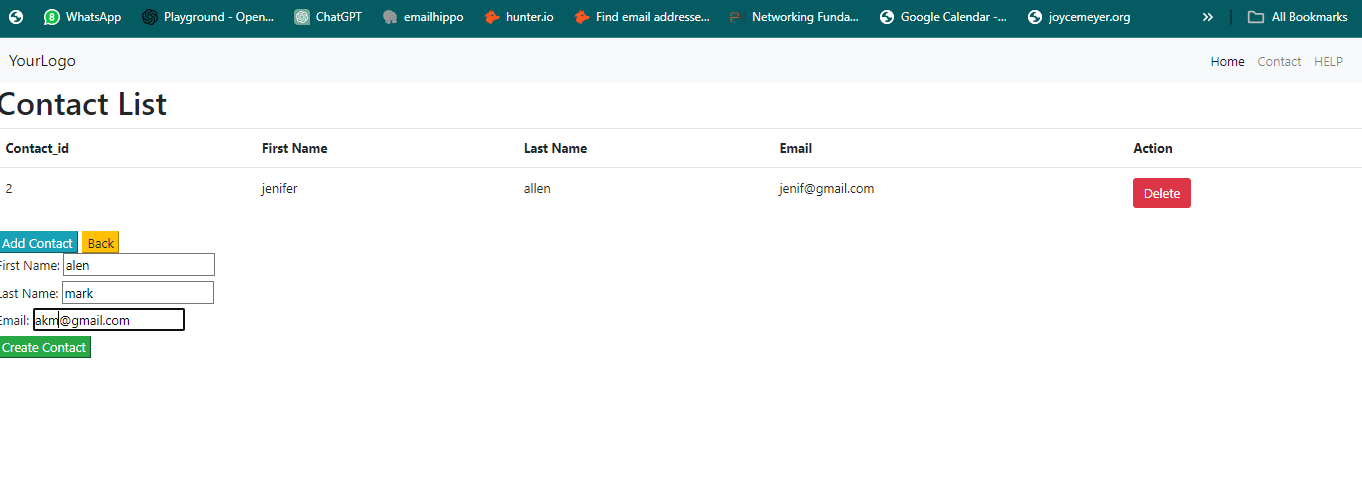 8 WhatsApp Playground - Open... ChatGPT emailhippo hunter.io Find email addresse... Networking Funda... Google Calendar -... joycemeyer.org » All Bookmarks
YourLogo Home Contact HELP
Contact List
Contact_id First Name Last Name Email Action
2 jenifer allen jenif@gmail.com Delete
Add Contact Back
First Name: alen
Last Name: mark
Email: akm@gmail.com
Create Contact